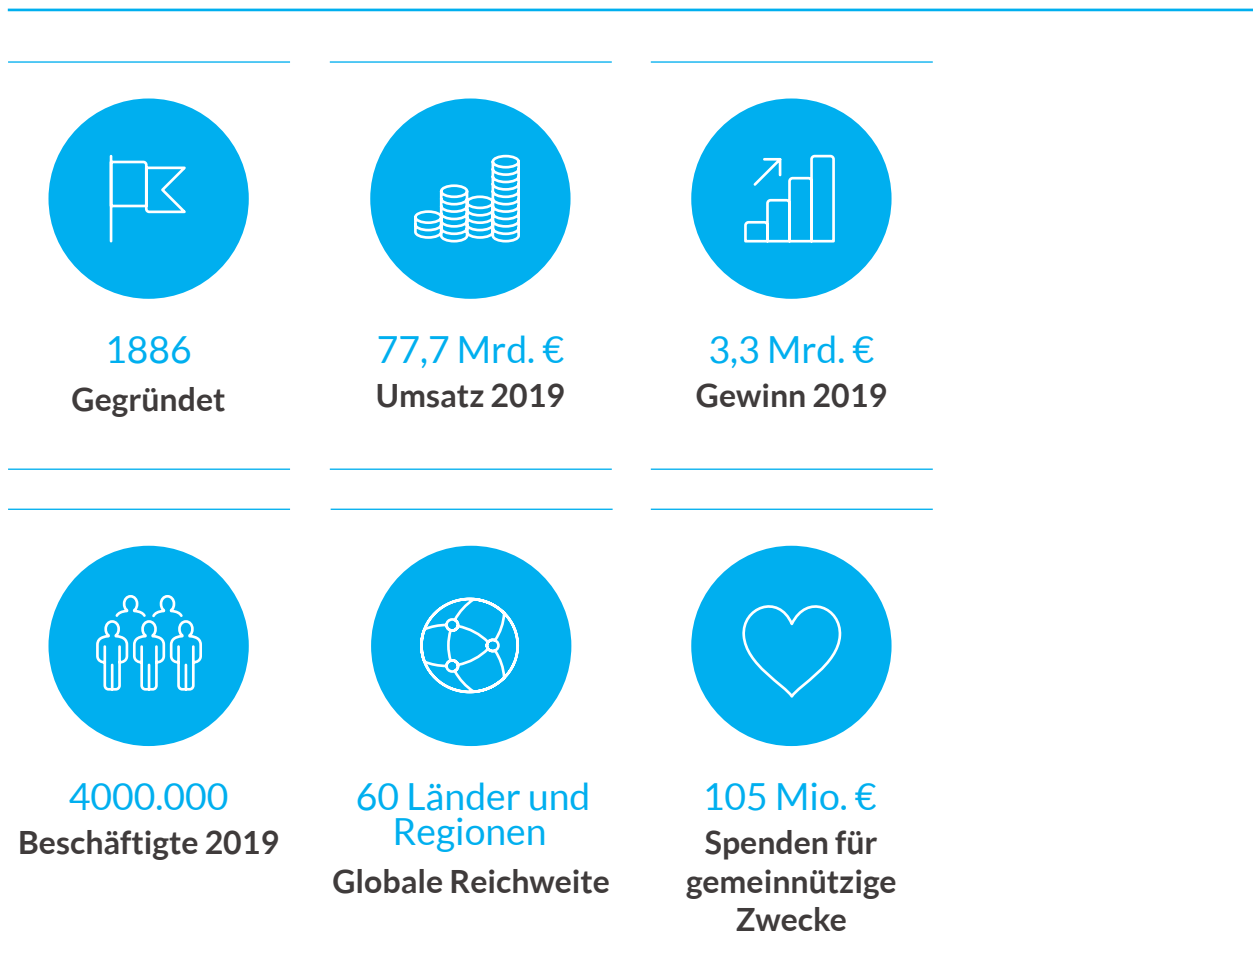 1886
Gegründet
77,7 Mrd. €
Umsatz 2019
3,3 Mrd. €
Gewinn 2019
4000.000
Beschäftigte 2019
60 Länder und
Regionen
Globale Reichweite
105 Mio. €
Spenden für
gemeinnützige
Zwecke